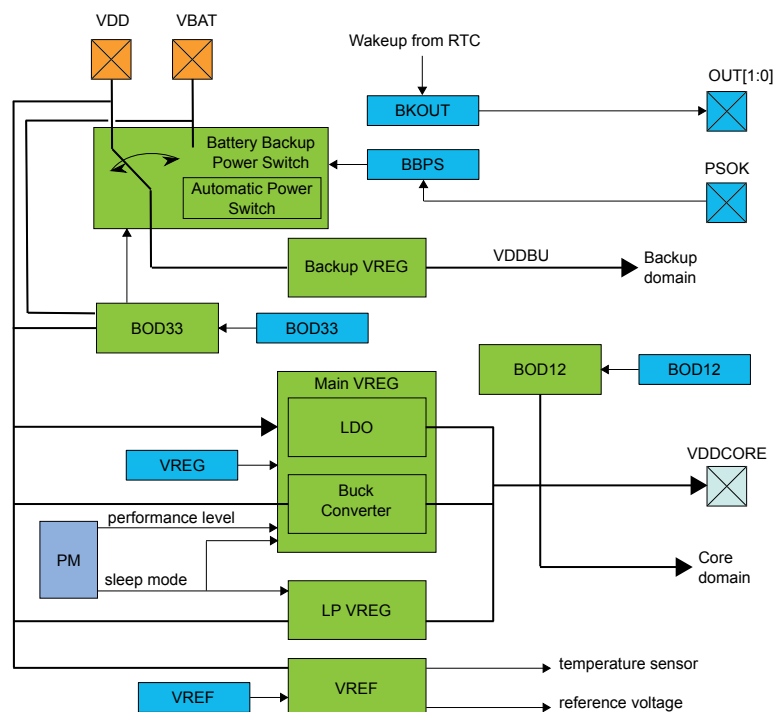 VDD
VBAT
Wakeup from RTC
OUT[1:0]
BKOUT
Battery Backup
Power Switch
BBPS
PSOK
Automatic Power
Switch
Backup VREG
VDDBU
Backup
domain
BOD33
BOD33
BOD12
BOD12
Main VREG
LDO
VREG
VDDCORE
Buck
Converter
performance level
PM
sleep mode
Core
domain
LP VREG
temperature sensor
VREF
VREF
reference voltage